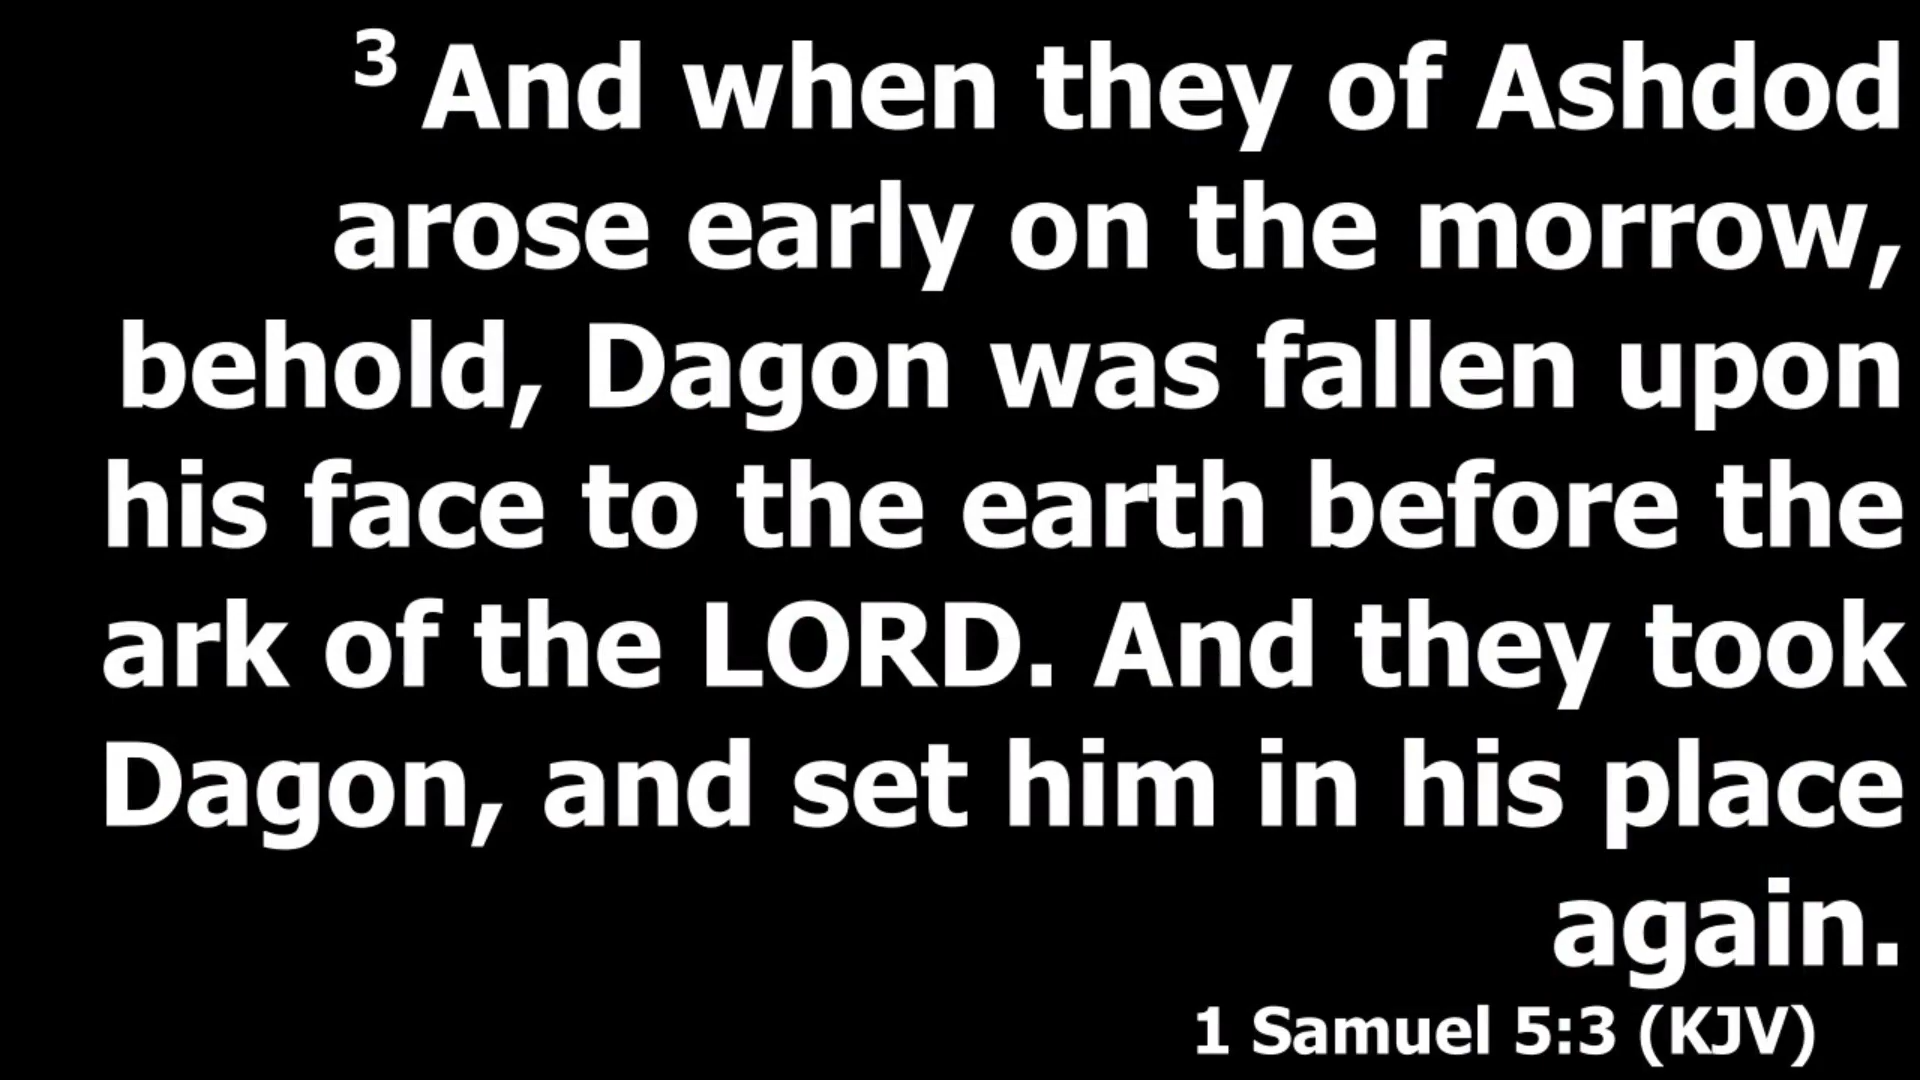 3 And when they of Ashdod
arose early on the morrow,
behold, Dagon was fallen upon
his face to the earth before the
ark of the LORD. And they took
Dagon, and set him in his place
again.
1 Samuel 5:3 (KJV)